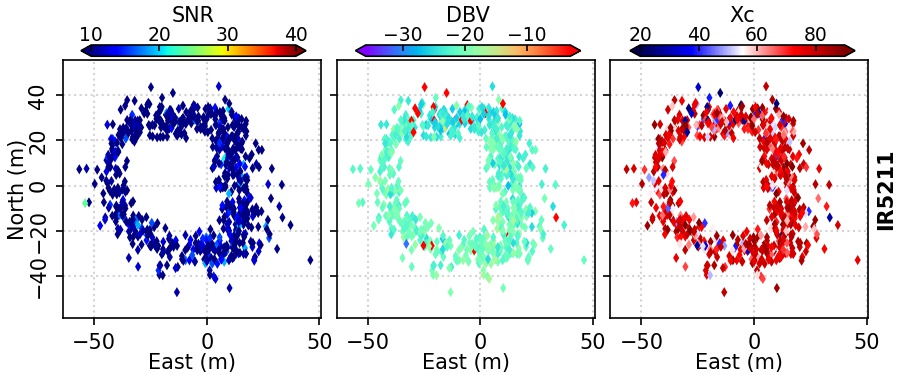 SNR DBV Xc
10 20 30 40 −30 −20 −10 20 40 60 80
North (m)
40
20
0
−20
−40
−50 0 50 −50 0 50 −50 0 50
East (m) East (m) East (m)
IR5211